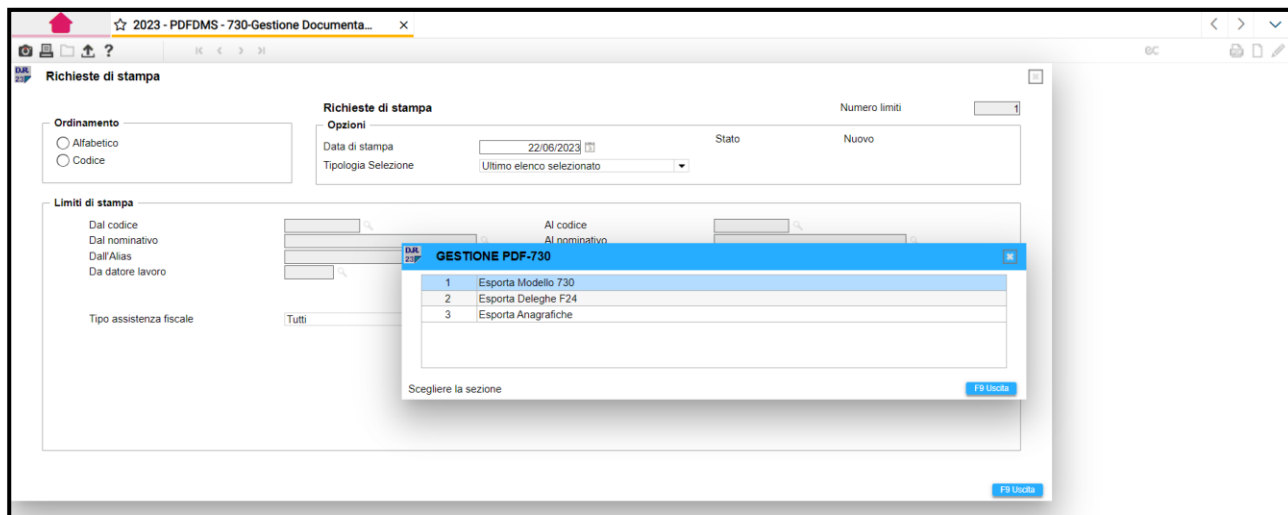 2023 - PDFDMS - 730-Gestione Documenta...
?
D.R. 23
Richieste di stampa
Richieste di stampa
Numero limiti 1
Ordinamento
Alfabetico
Codice
Opzioni
Data di stampa 22/06/2023
Stato Nuovo
Tipologia Selezione Ultimo elenco selezionato
Limiti di stampa
Dal codice Al codice
Dal nominativo Al nominativo
Dall'Alias
Da datore lavoro
Tipo assistenza fiscale Tutti
D.R. 23
GESTIONE PDF-730
1 Esporta Modello 730
2 Esporta Deleghe F24
3 Esporta Anagrafiche
Scegliere la sezione
F9 Uscita
F9 Uscita